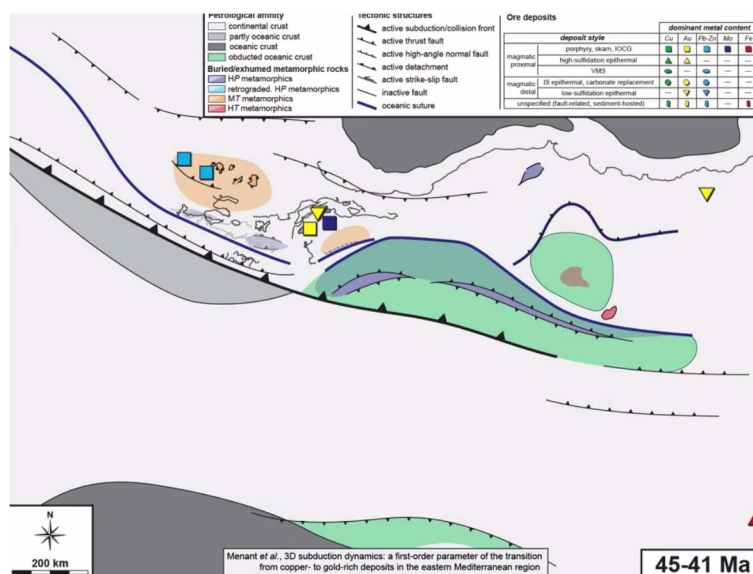 Petrological affinity
continental crust
partly oceanic crust
oceanic crust
obducted oceanic crust
Buried/exhumed metamorphic rocks
HP metamorphics
retrograded. HP metamorphics
MT metamorphics
HT metamorphics
Tectonic structures
active subduction/collision front
active thrust fault
active high-angle normal fault
active detachment
active strike-slip fault
inactive fault
oceanic suture
Ore deposits
dominant metal content
deposit style
Cu Au Pb-Zn Mo Fe
magmatic proximal
porphyry, skarn, IOCG
high-sulfidation epithermal
VMS
magmatic distal
IS epithermal, carbonate replacement
low-sulfidation epithermal
unspecified (fault-related, sediment-hosted)
N
200 km
Menant et al., 3D subduction dynamics: a first-order parameter of the transition
from copper- to gold-rich deposits in the eastern Mediterranean region
45-41 Ma